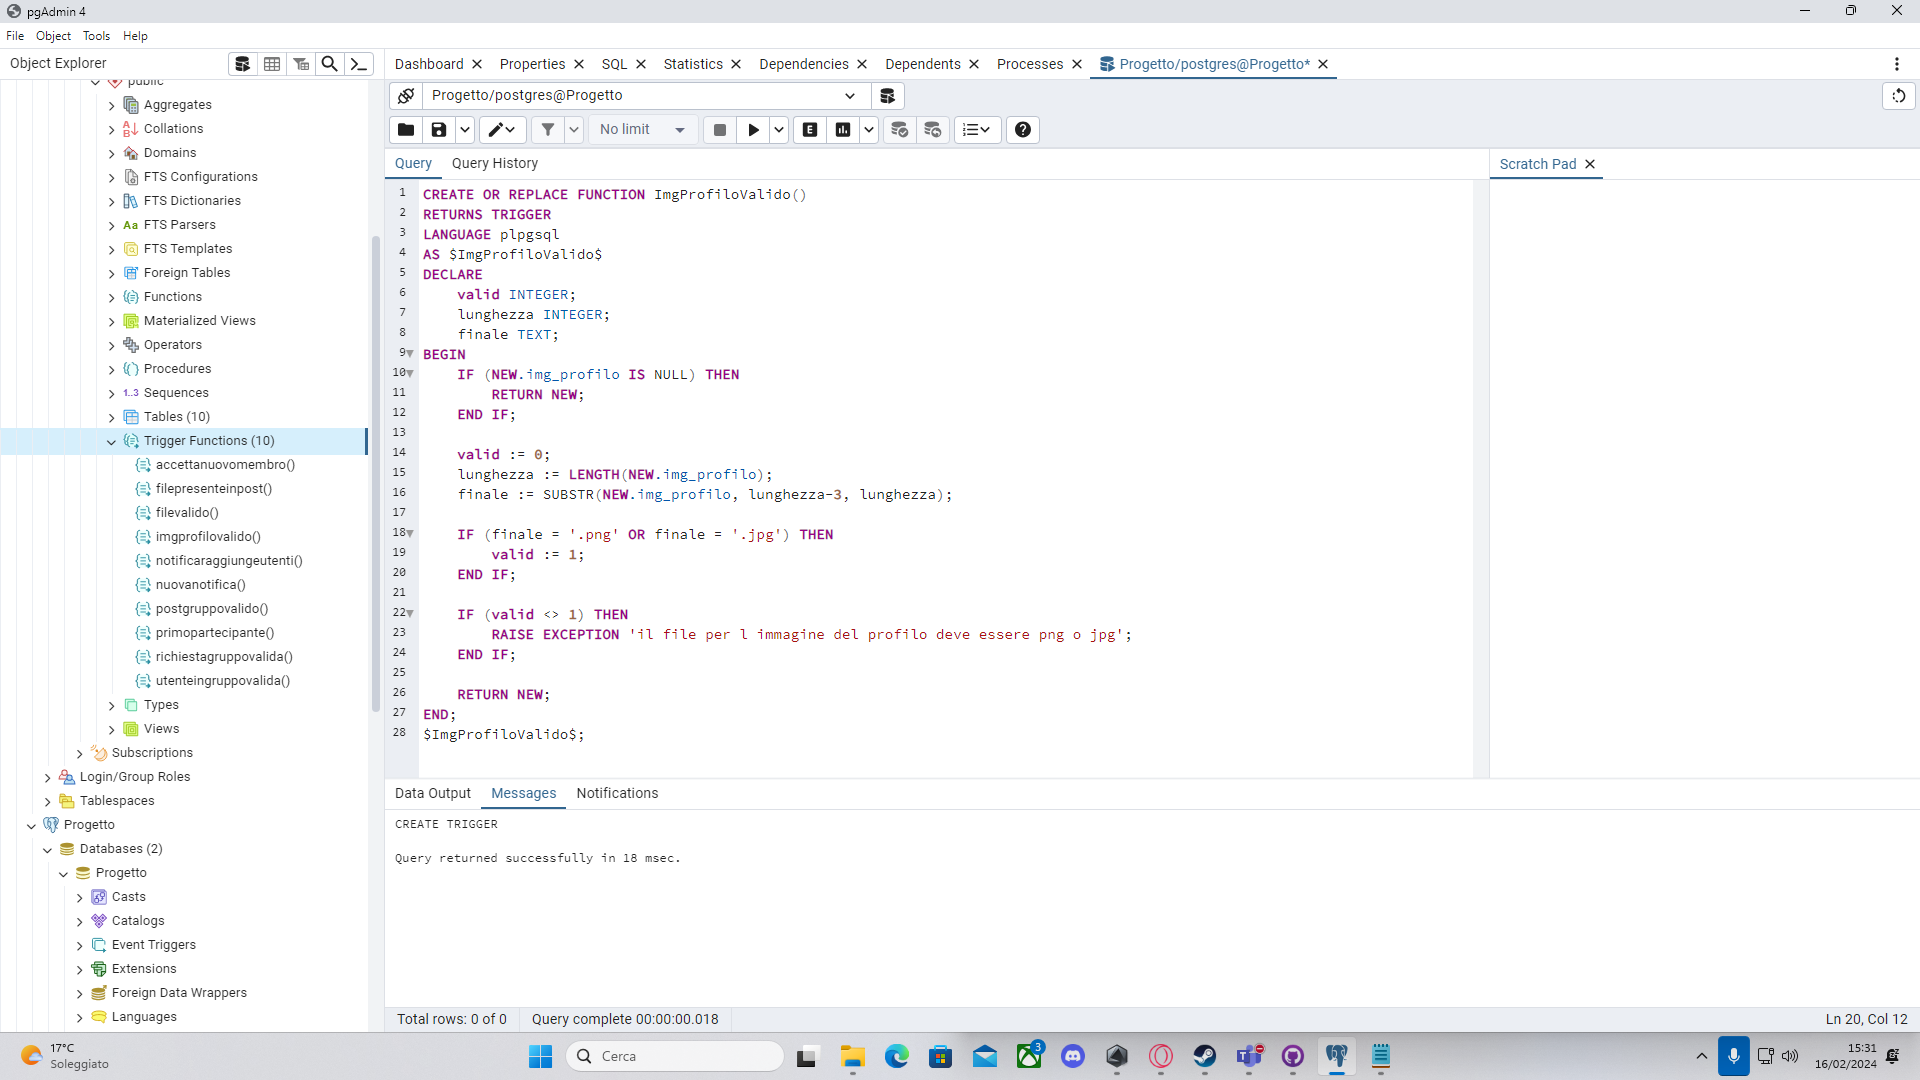 pgAdmin 4
File Object Tools Help
Object Explorer
public
Aggregates
Collations
Domains
FTS Configurations
FTS Dictionaries
Aa FTS Parsers
FTS Templates
Foreign Tables
Functions
Materialized Views
Operators
Procedures
1..3 Sequences
Tables (10)
Trigger Functions (10)
accettanuovomembro()
filepresenteinpost()
filevalido()
imgprofilovalido()
notificaraggiungeutenti()
nuovanotifica()
postgruppovalido()
primopartecipante()
richiestagruppovalida()
utenteingruppovalida()
Types
Views
Subscriptions
Login/Group Roles
Tablespaces
Progetto
Databases (2)
Progetto
Casts
Catalogs
Event Triggers
Extensions
Foreign Data Wrappers
Languages
Dashboard Properties SQL Statistics Dependencies Dependents Processes Progetto/postgres@Progetto*
Progetto/postgres@Progetto
No limit E
Query Query History
Scratch Pad
1 CREATE OR REPLACE FUNCTION ImgProfiloValido()
2 RETURNS TRIGGER
3 LANGUAGE plpgsql
4 AS $ImgProfiloValido$
5 DECLARE
6 valid INTEGER;
7 lunghezza INTEGER;
8 finale TEXT;
9 BEGIN
10 IF (NEW.img_profilo IS NULL) THEN
11 RETURN NEW;
12 END IF;
13
14 valid := 0;
15 lunghezza := LENGTH(NEW.img_profilo);
16 finale := SUBSTR(NEW.img_profilo, lunghezza-3, lunghezza);
17
18 IF (finale = '.png' OR finale = '.jpg') THEN
19 valid := 1;
20 END IF;
21
22 IF (valid <> 1) THEN
23 RAISE EXCEPTION 'il file per l immagine del profilo deve essere png o jpg';
24 END IF;
25
26 RETURN NEW;
27 END;
28 $ImgProfiloValido$;
Data Output Messages Notifications
CREATE TRIGGER
Query returned successfully in 18 msec.
Total rows: 0 of 0 Query complete 00:00:00.018 Ln 20, Col 12
17°C
Soleggiato
Cerca
3
15:31
16/02/2024